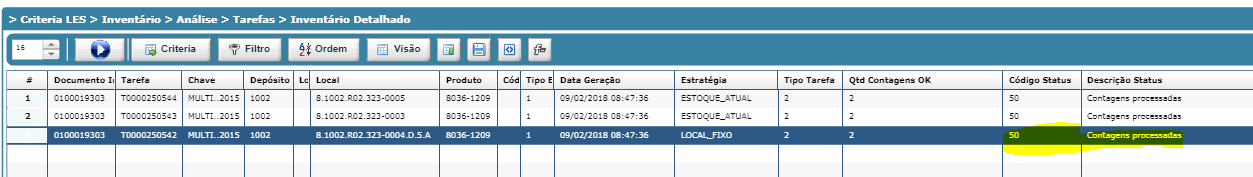 > Criteria LES > Inventário > Análise > Tarefas > Inventário Detalhado
16 Criteria Filtro Ordem Visão
# Documento In Tarefa Chave Depósito Lo Local Produto Cód Tipo E Data Geração Estratégia Tipo Tarefa Qtd Contagens OK Código Status Descrição Status
1 0100019303 T0000250544 MULTI..2015 1002 8.1002.R02.323-0005 8036-1209 1 09/02/2018 08:47:36 ESTOQUE_ATUAL 2 2 50 Contagens processadas
2 0100019303 T0000250543 MULTI..2015 1002 8.1002.R02.323-0003 8036-1209 1 09/02/2018 08:47:36 ESTOQUE_ATUAL 2 2 50 Contagens processadas
0100019303 T0000250542 MULTI..2015 1002 8.1002.R02.323-0004.D.5.A 8036-1209 1 09/02/2018 08:47:36 LOCAL_FIXO 2 2 50 Contagens processadas